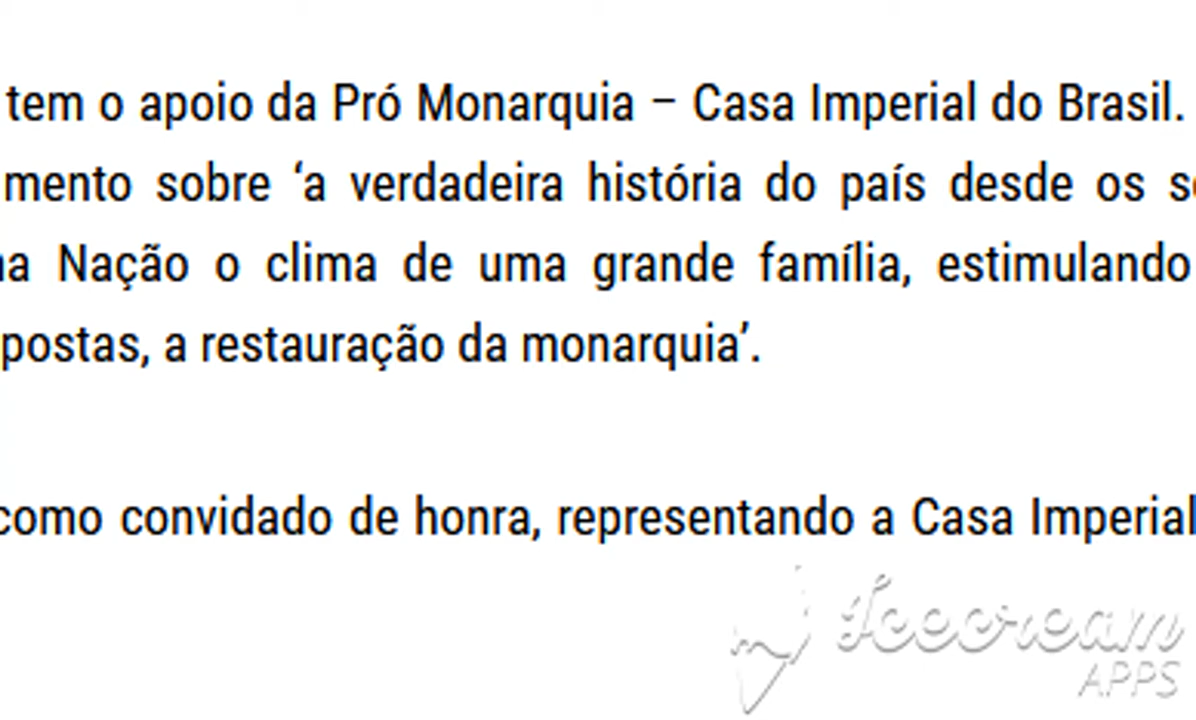 tem o apoio da Pró Monarquia – Casa Imperial do Brasil.
mento sobre ‘a verdadeira história do país desde os
na Nação o clima de uma grande família, estimulando
postas, a restauração da monarquia’.
como convidado de honra, representando a Casa Imperial
Icecream
APPS